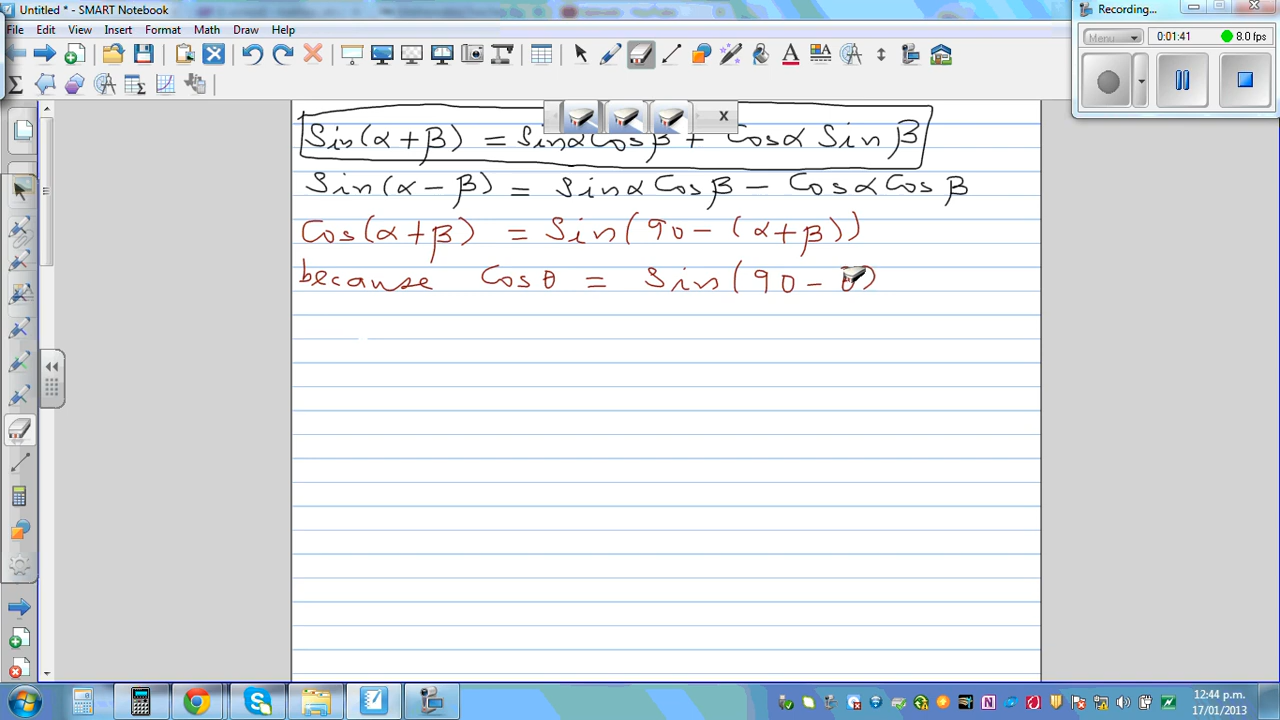 Untitled * - SMART Notebook
Recording...
File Edit View Insert Format Math Draw Help
Menu
0:01:41
8.0 fps
x
Sin(α+β) = Sinα Cosβ + Cosα Sin β
Sin(α − β) = Sinα Cosβ − Cosα Cos β
Cos(α+β) = Sin(90 − (α+β))
because Cosθ = Sin(90 − θ)
12:44 p.m.
17/01/2013